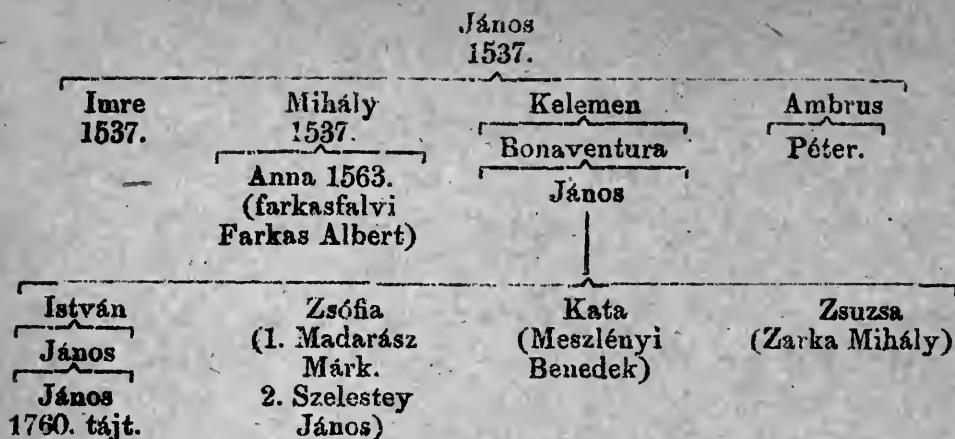 János
1537.
Imre Mihály Kelemen Ambrus
1537. 1537. Bonaventura Péter.
Anna 1563. János
(farkasfalvi
Farkas Albert)
István Zsófia Kata Zsuzsa
János (1. Madarász (Meszlényi (Zarka Mihály)
János Márk. Benedek)
1760. tájt. 2. Szelestey
János)